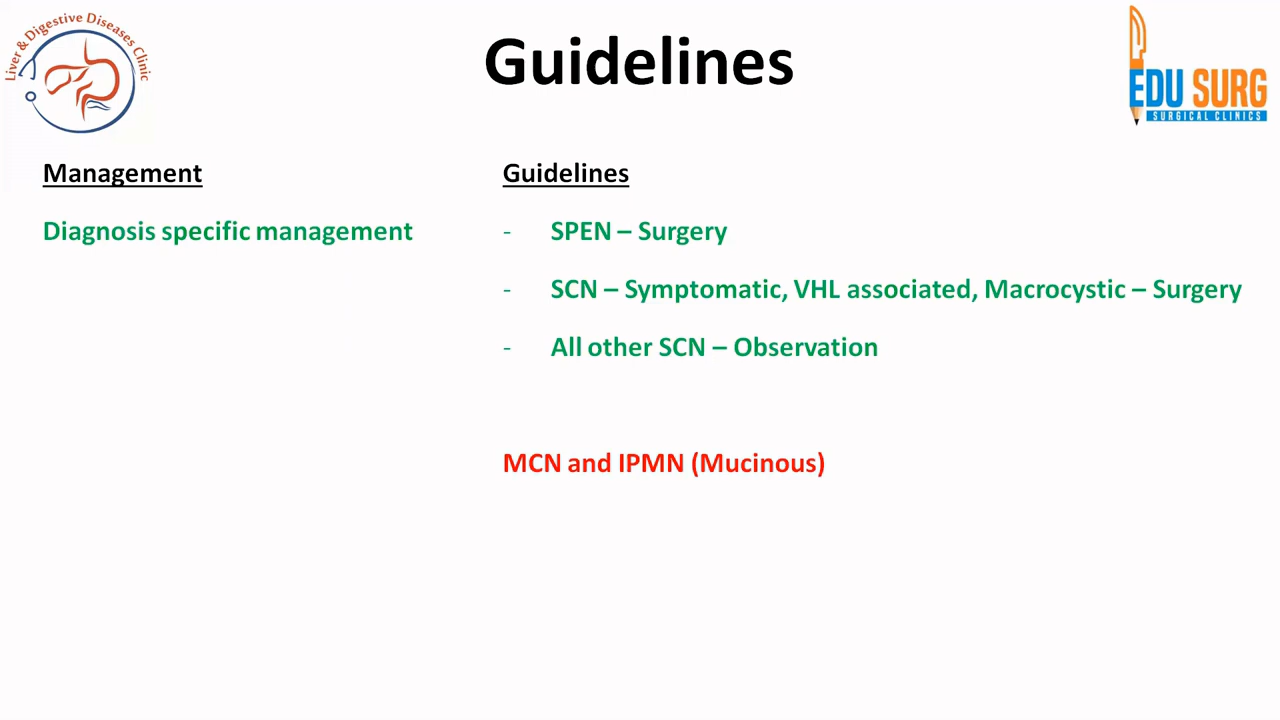 Liver & Digestive Diseases Clinic
Guidelines
EDU SURG
SURGICAL CLINICS
Management
Diagnosis specific management
Guidelines
- SPEN – Surgery
- SCN – Symptomatic, VHL associated, Macrocystic – Surgery
- All other SCN – Observation
MCN and IPMN (Mucinous)